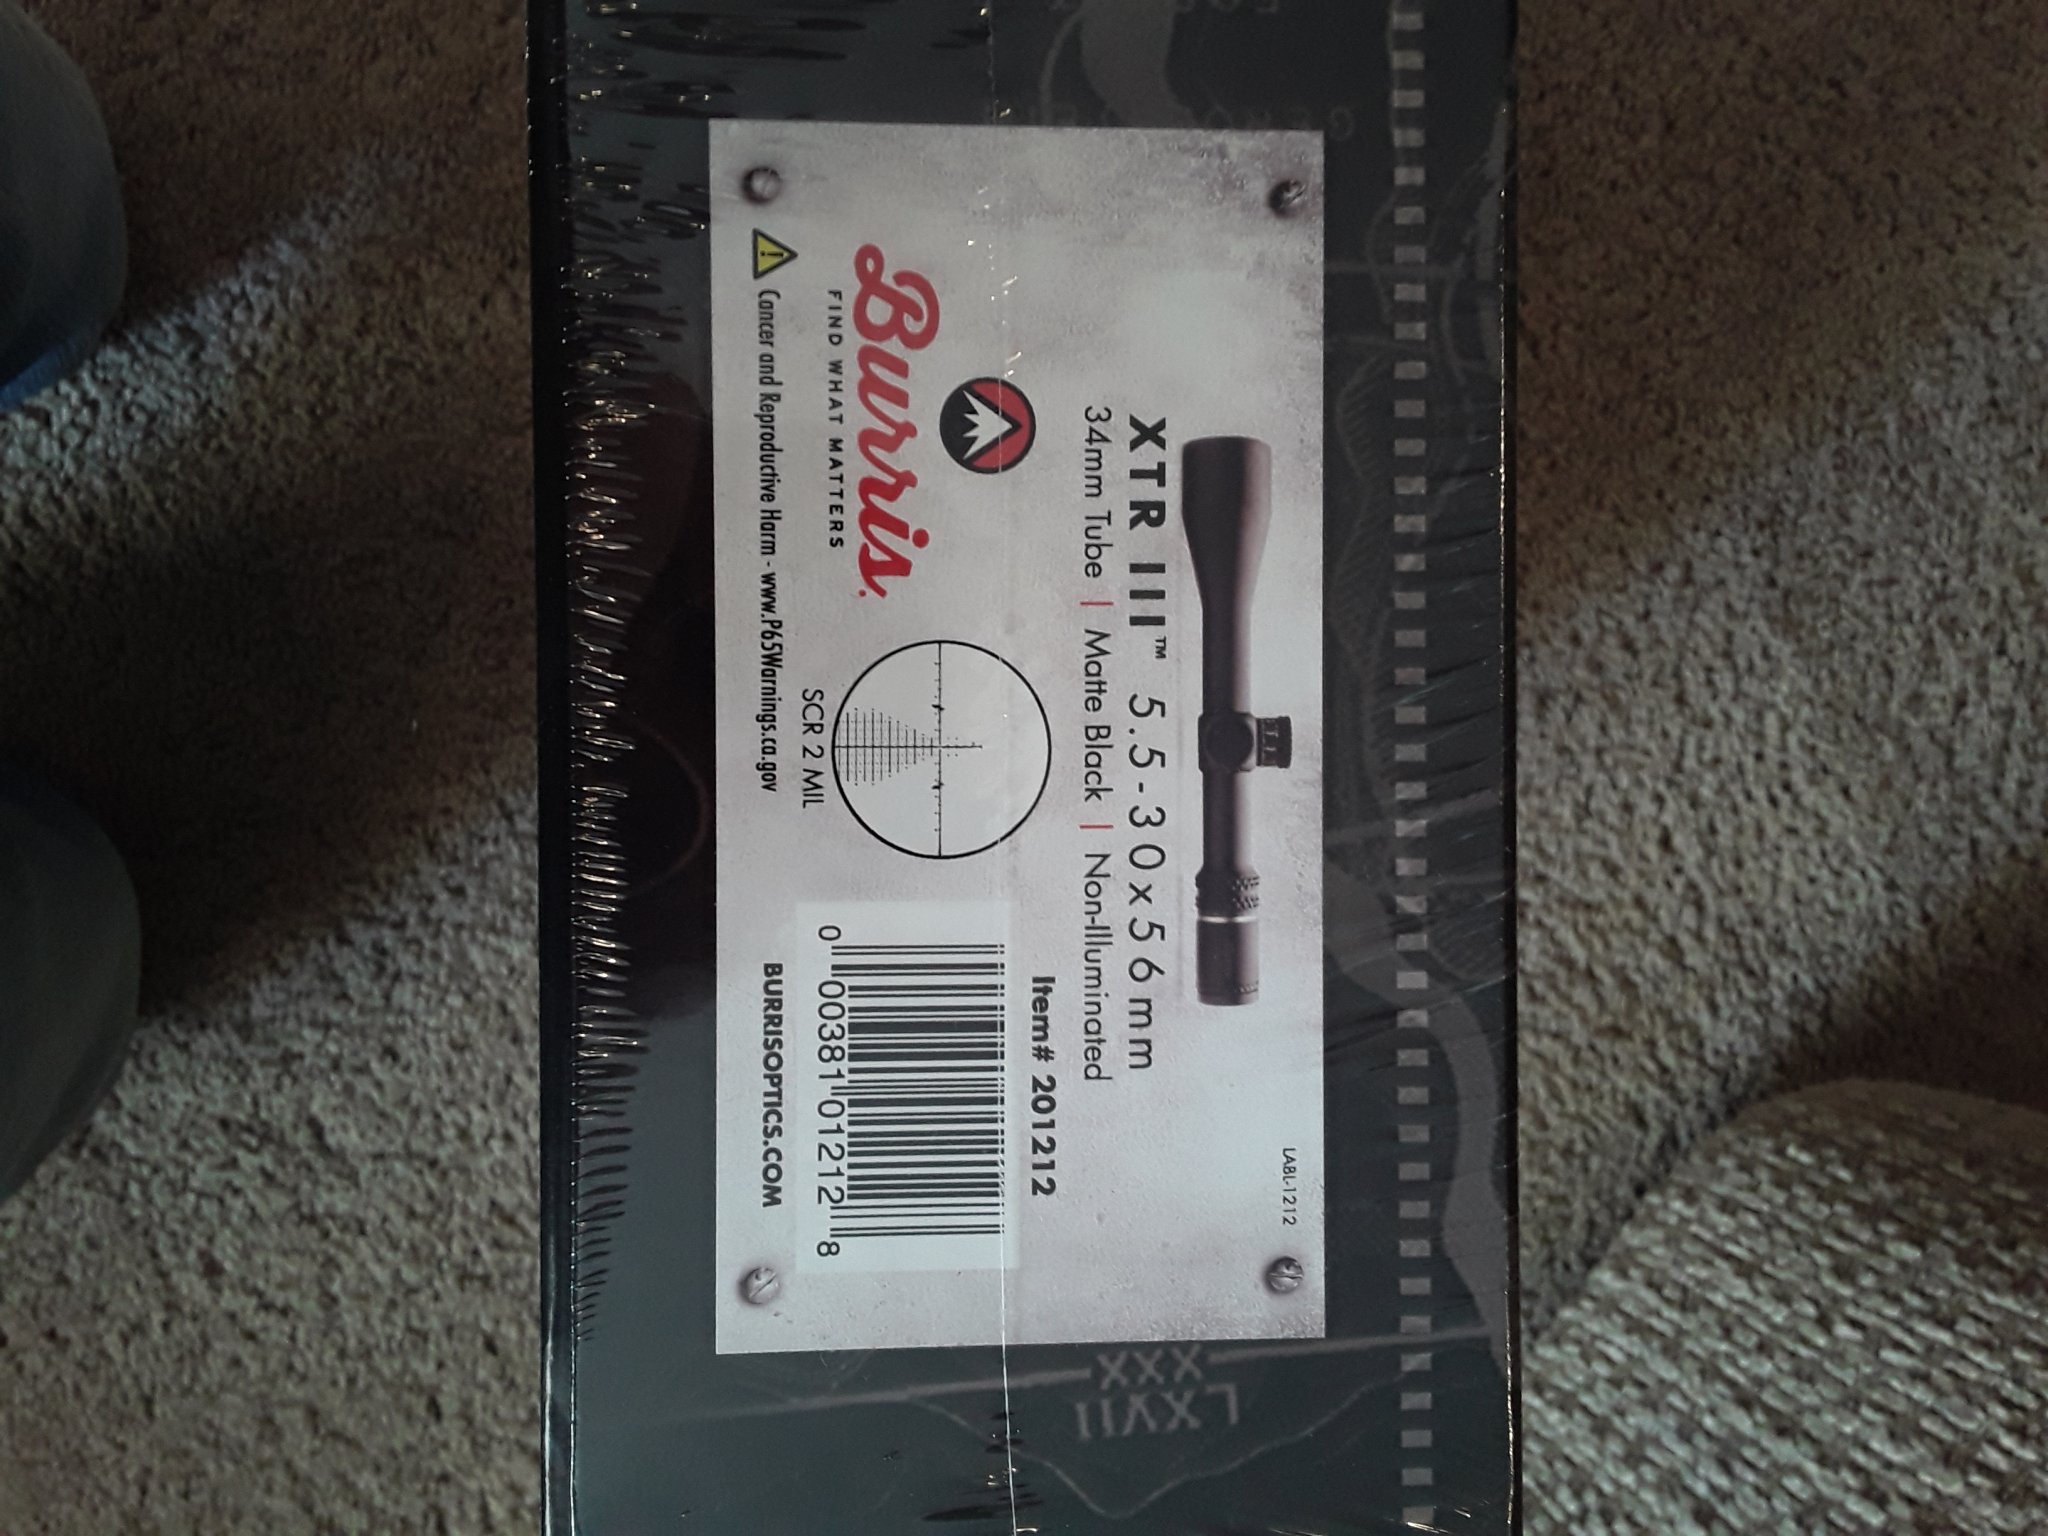 LABL-1212
XTR III™ 5.5-30x56mm
34mm Tube | Matte Black | Non-Illuminated
Item# 201212
Burris.
FIND WHAT MATTERS
SCR 2 MIL
0 00381 01212 8
Cancer and Reproductive Harm - www.P65Warnings.ca.gov
BURRISOPTICS.COM
XXX
LXVII